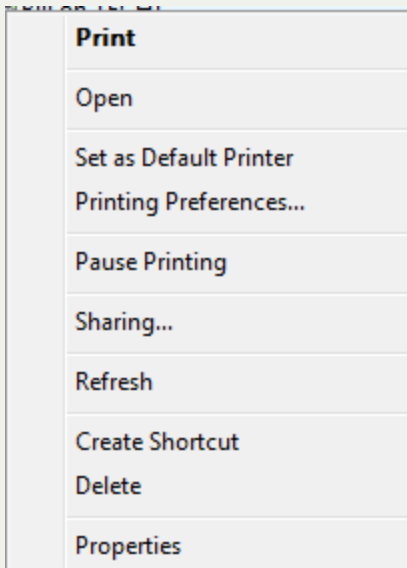 Print
Open
Set as Default Printer
Printing Preferences...
Pause Printing
Sharing...
Refresh
Create Shortcut
Delete
Properties